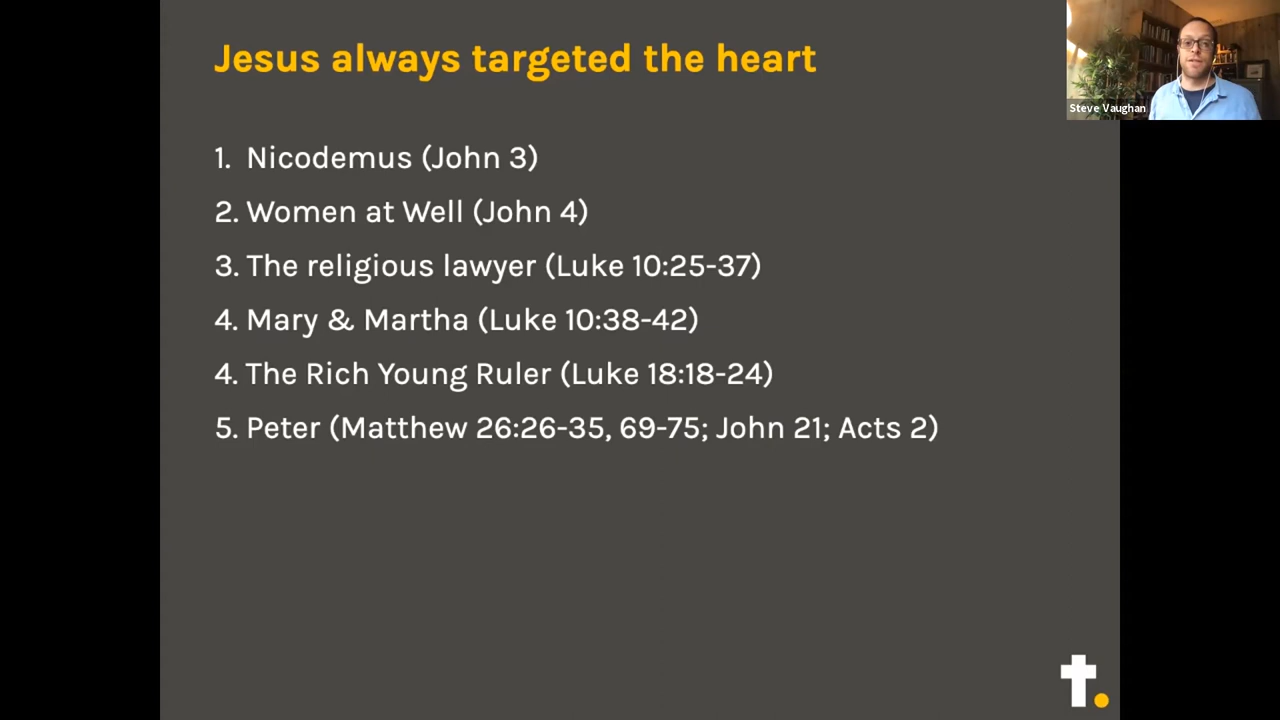 Jesus always targeted the heart
Steve Vaughan
1. Nicodemus (John 3)
2. Women at Well (John 4)
3. The religious lawyer (Luke 10:25-37)
4. Mary & Martha (Luke 10:38-42)
4. The Rich Young Ruler (Luke 18:18-24)
5. Peter (Matthew 26:26-35, 69-75; John 21; Acts 2)